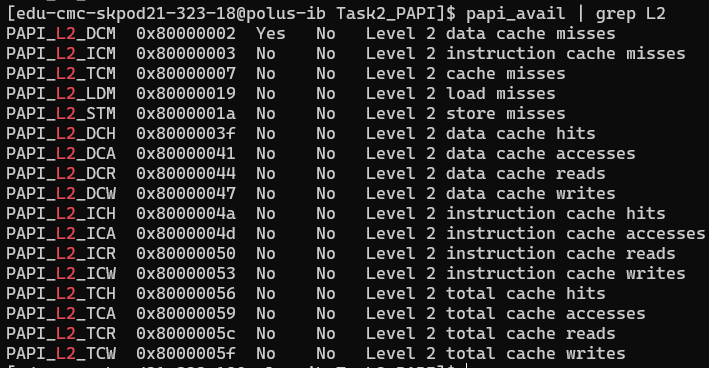 [edu-cmc-skpod21-323-18@polus-ib Task2_PAPI]$ papi_avail | grep L2
PAPI_L2_DCM  0x80000002  Yes   No   Level 2 data cache misses
PAPI_L2_ICM  0x80000003  No    No   Level 2 instruction cache misses
PAPI_L2_TCM  0x80000007  No    No   Level 2 cache misses
PAPI_L2_LDM  0x80000019  No    No   Level 2 load misses
PAPI_L2_STM  0x8000001a  No    No   Level 2 store misses
PAPI_L2_DCH  0x8000003f  No    No   Level 2 data cache hits
PAPI_L2_DCA  0x80000041  No    No   Level 2 data cache accesses
PAPI_L2_DCR  0x80000044  No    No   Level 2 data cache reads
PAPI_L2_DCW  0x80000047  No    No   Level 2 data cache writes
PAPI_L2_ICH  0x8000004a  No    No   Level 2 instruction cache hits
PAPI_L2_ICA  0x8000004d  No    No   Level 2 instruction cache accesses
PAPI_L2_ICR  0x80000050  No    No   Level 2 instruction cache reads
PAPI_L2_ICW  0x80000053  No    No   Level 2 instruction cache writes
PAPI_L2_TCH  0x80000056  No    No   Level 2 total cache hits
PAPI_L2_TCA  0x80000059  No    No   Level 2 total cache accesses
PAPI_L2_TCR  0x8000005c  No    No   Level 2 total cache reads
PAPI_L2_TCW  0x8000005f  No    No   Level 2 total cache writes